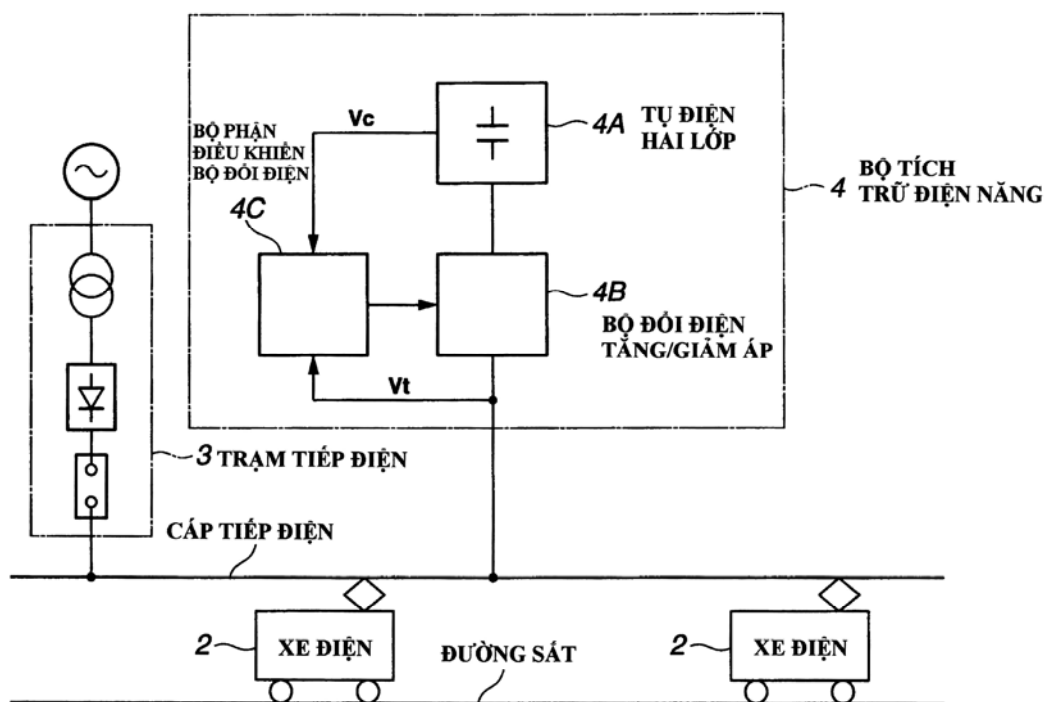 Vc
BỘ PHẬN
ĐIỀU KHIỂN
BỘ ĐỔI ĐIỆN
4A TỤ ĐIỆN
HAI LỚP
4 BỘ TÍCH
TRỮ ĐIỆN NĂNG
4C
4B
BỘ ĐỔI ĐIỆN
TĂNG/GIẢM ÁP
Vt
3 TRẠM TIẾP ĐIỆN
CÁP TIẾP ĐIỆN
2 XE ĐIỆN
2 XE ĐIỆN
ĐƯỜNG SẮT